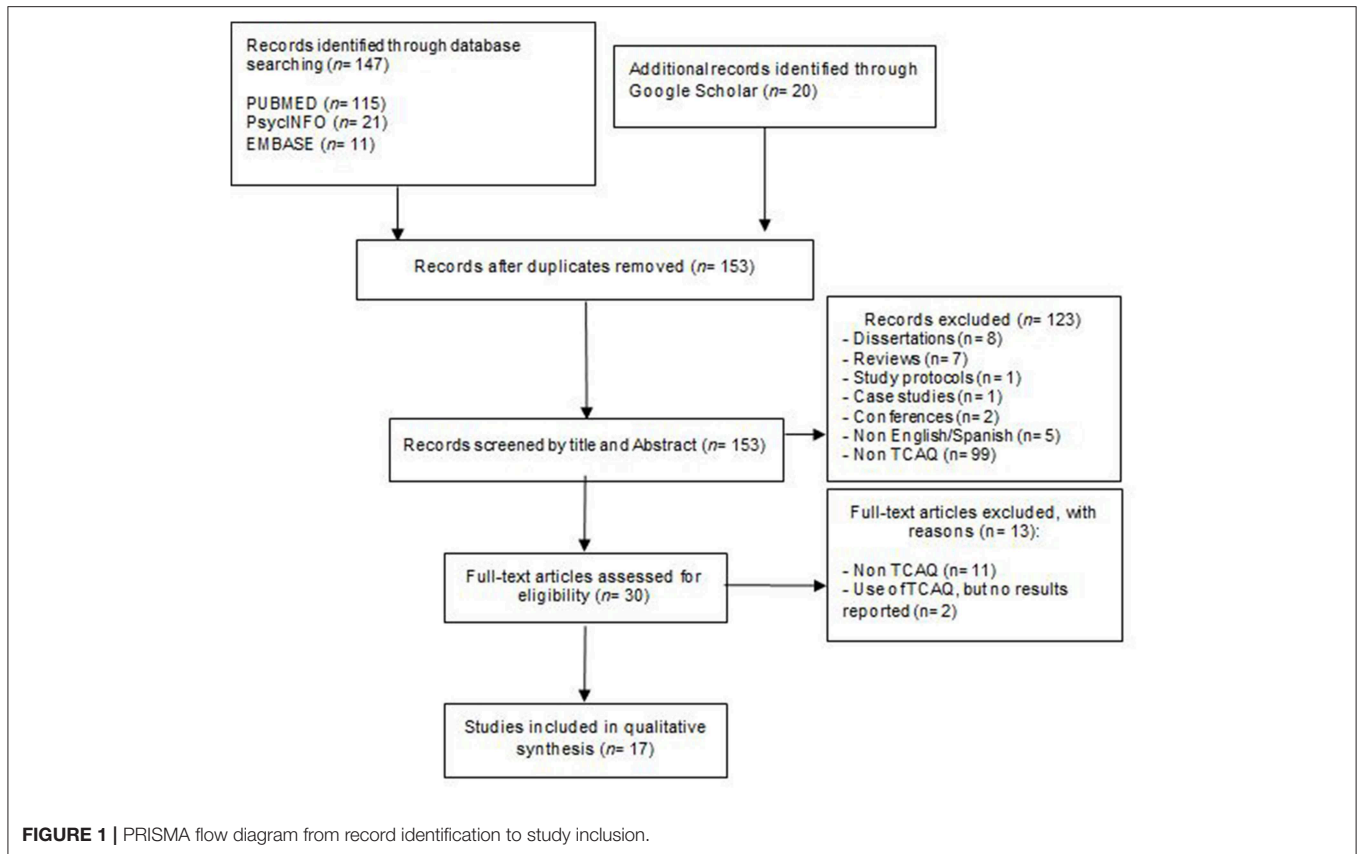 Records identified through database
searching (n= 147)
PUBMED (n= 115)
PsycINFO (n= 21)
EMBASE (n= 11)
Additional records identified through
Google Scholar (n= 20)
Records after duplicates removed (n= 153)
Records excluded (n= 123)
- Dissertations (n= 8)
- Reviews (n= 7)
- Study protocols (n= 1)
- Case studies (n= 1)
- Conferences (n= 2)
- Non English/Spanish (n= 5)
- Non TCAQ (n= 99)
Records screened by title and Abstract (n= 153)
Full-text articles excluded, with
reasons (n= 13):
- Non TCAQ (n= 11)
- Use of TCAQ, but no results
reported (n= 2)
Full-text articles assessed for
eligibility (n= 30)
Studies included in qualitative
synthesis (n= 17)
FIGURE 1 | PRISMA flow diagram from record identification to study inclusion.